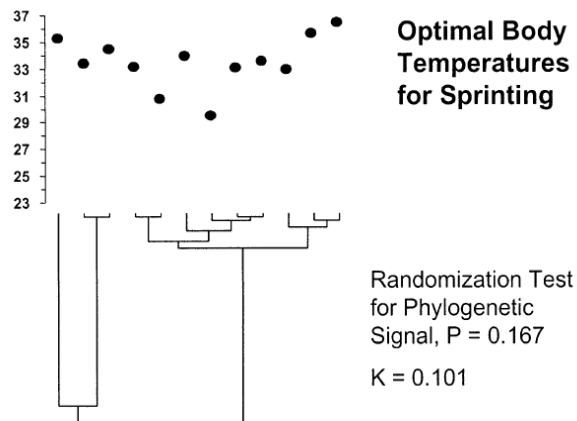 37
35
33
31
29
27
25
23
Optimal Body
Temperatures
for Sprinting
Randomization Test
for Phylogenetic
Signal, P = 0.167
K = 0.101